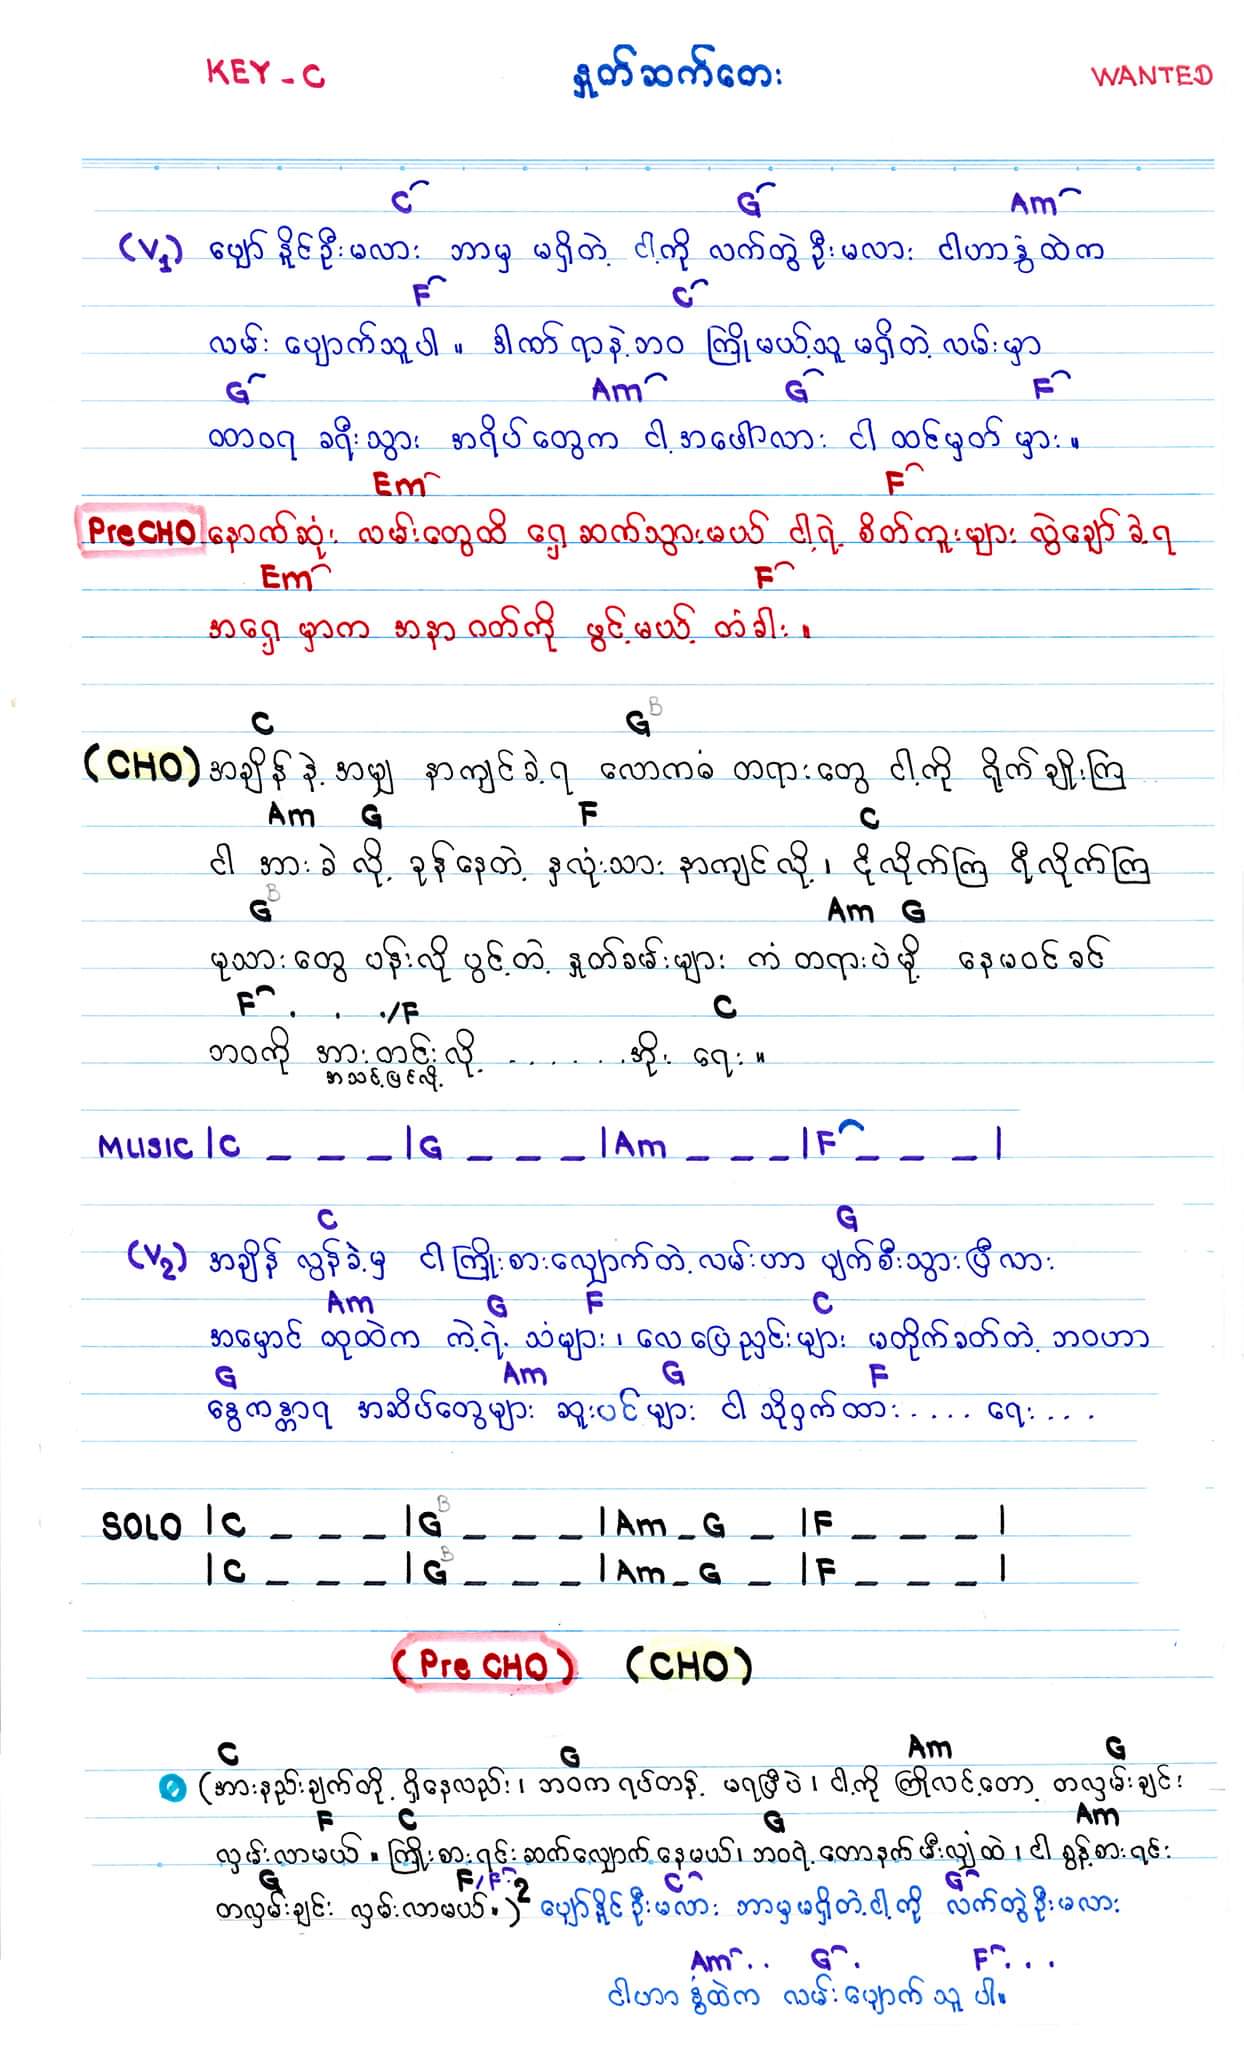 KEY - C နှုတ်ဆက်တေး WANTED
C G Am
(V1) ပျော်နိူင်ဦးမလား ဘာမှ မရှိတဲ့ ငါ့ကို လက်တွဲဦးမလား ငါဟာနွံထဲက
F C
လမ်း ပျောက်သူပါ ။ ဒါဏ်ရာနဲ့ဘဝ ကြိုမယ့်သူ မရှိတဲ့ လမ်းမှာ
G Am G F
ထာဝရ ခရီးသွား အရိပ်တွေက ငါ့အဖေါ်လား ငါ ထင်မှတ်မှား ။
Em F
Pre CHO နောက်ဆုံး လမ်းတွေထိ ရှေ့ဆက်သွားမယ် ငါ့ရဲ့ စိတ်ကူးများ လွဲချော်ခဲ့ရ
Em F
အရှေ့မှာက အနာဂတ်ကို ဖွင့်မယ့် တံခါး ။
C G B
(CHO) အချိန်နဲ့ အမျှ နာကျင်ခဲ့ရ လောကဓံ တရားတွေ ငါ့ကို ရိုက်ချိုးကြ
Am G F C
ငါ အားခဲလို့ ခုန်နေတဲ့ နှလုံးသား နာကျင်လို့ ၊ ငိုလိုက်ကြ ရီလိုက်ကြ
G B Am G
မုသားတွေ ပန်းလိုပွင့်တဲ့ နှုတ်ခမ်းများ ကံတရားပဲမို့ နေမဝင်ခင်
F . . ./F C
ဘဝကို အားတင်းလို့ . . . . . . အိုး ရေး ။
အသင့်ပြင်လို့
MUSIC |C _ _ _ |G _ _ _ |Am _ _ _ |F _ _ _ |
C G
(V2) အချိန် လွန်ခဲ့မှ ငါကြိုးစားလျှောက်တဲ့လမ်းဟာ ပျက်စီးသွားပြီလား
Am G F C
အမှောင် ထုထဲက ကဲ့ရဲ့သံများ ၊ လေပြေညှင်းများ မတိုက်ခတ်တဲ့ ဘဝဟာ
G Am G F
နွေကန္တာရ အဆိပ်တွေများ ဆူးပင်များ ငါ သိုဝှက်ထား . . . . ရေး . . .
SOLO |C _ _ _ |G B _ _ _ |Am _ G _ |F _ _ _ |
|C _ _ _ |G B _ _ _ |Am _ G _ |F _ _ _ |
(Pre CHO) (CHO)
C G Am G
(အားနည်းချက်တို့ ရှိနေလည်း ၊ ဘဝက ရပ်တန့် မရပြီပဲ ၊ ငါ့ကို ကြိုလင့်တော့ တလှမ်းချင်း
F C G Am
လှမ်းလာမယ် ။ ကြိုးစားရင်း ဆက်လျှောက်နေမယ် ၊ ဘဝရဲ့ တောနက်မီးလျှံထဲ ၊ ငါ စွန့်စားရင်း
G F/F 2 C G
တလှမ်းချင်း လှမ်းလာမယ် ။ ) ပျော်နိူင်ဦးမလား ဘာမှမရှိတဲ့ငါ့ကို လက်တွဲဦးမလား
Am . . G . F . . .
ငါဟာ နွံထဲက လမ်းပျောက်သူ ပါ ။